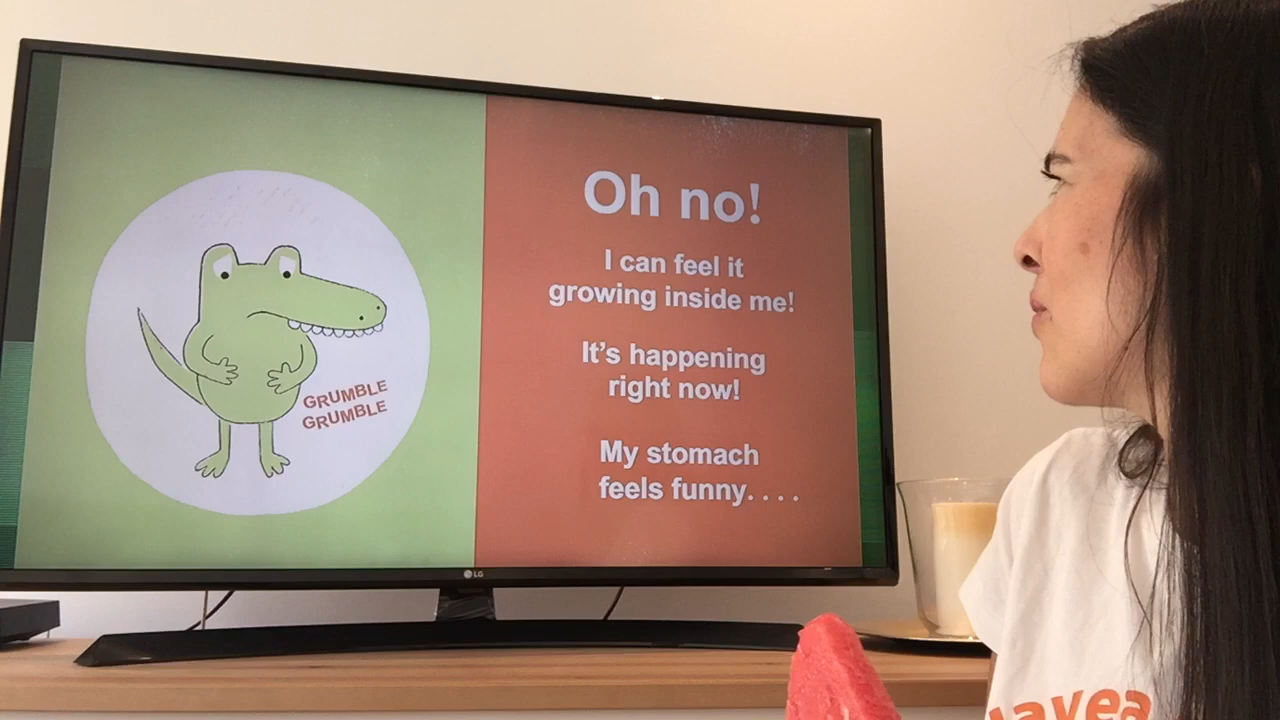 GRUMBLE
GRUMBLE
Oh no!
I can feel it
growing inside me!
It's happening
right now!
My stomach
feels funny. . . .
LG